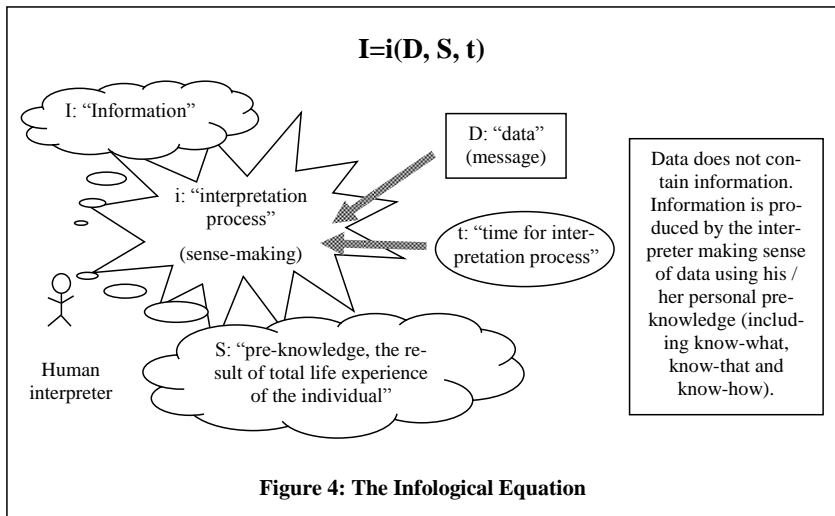 I=i(D, S, t)
I: “Information”
D: “data”
(message)
i: “interpretation
process”
(sense-making)
t: “time for inter-
pretation process”
Data does not con-
tain information.
Information is pro-
duced by the inter-
preter making sense
of data using his /
her personal pre-
knowledge (includ-
ing know-what,
know-that and
know-how).
Human
interpreter
S: “pre-knowledge, the re-
sult of total life experience
of the individual”
Figure 4: The Infological Equation